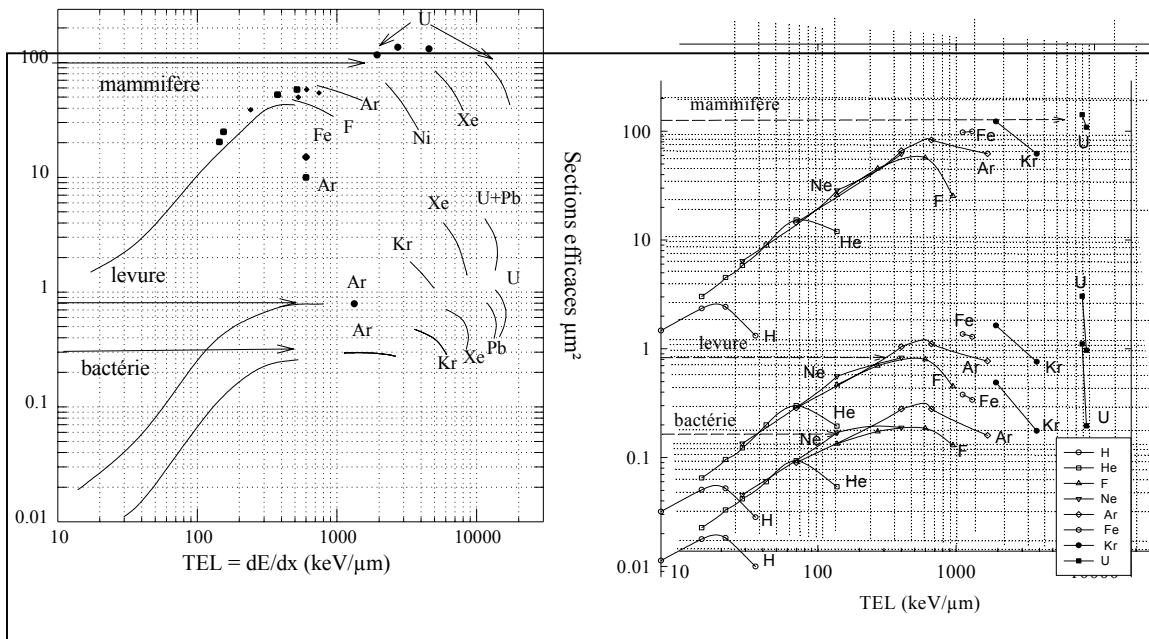 U
100
mammifère
Ar
Fe
F
Ni
Xe
10
Ar
Xe
U+Pb
Kr
levure
U
1
Ar
Ar
bactérie
Kr
Xe
Pb
0.1
0.01
10
100
1000
10000
TEL = dE/dx (keV/µm)
Sections efficaces µm²
mammifère
100
Fe
U
Kr
Ne
Ar
F
10
He
U
Fe
H
1
levure
Ne
Ar
Kr
F
Fe
bactérie
He
U
Ne
Ar
Kr
F
0.1
He
H
H
0.01
H
He
F
Ne
Ar
Fe
Kr
U
10
100
1000
10000
TEL (keV/µm)